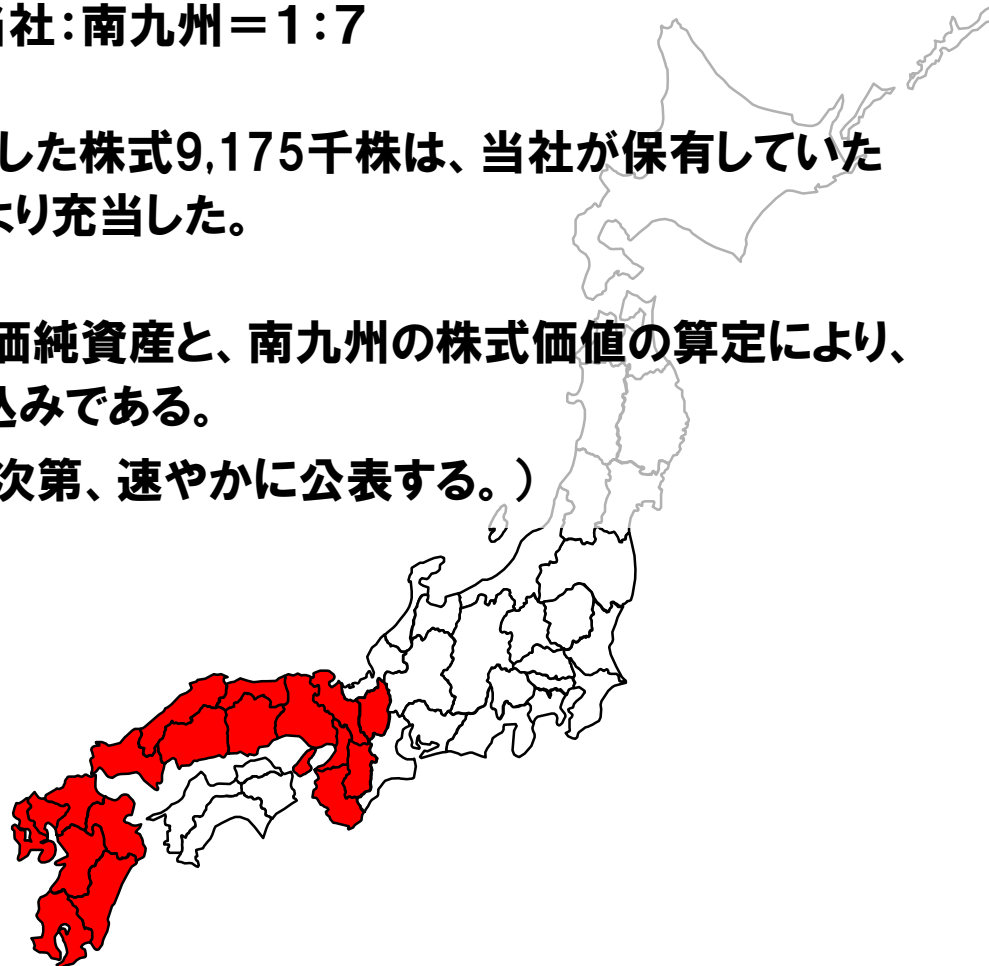 当社：南九州＝１：７
した株式9,175千株は、当社が保有していた
より充当した。
価純資産と、南九州の株式価値の算定により、
込みである。
次第、速やかに公表する。）